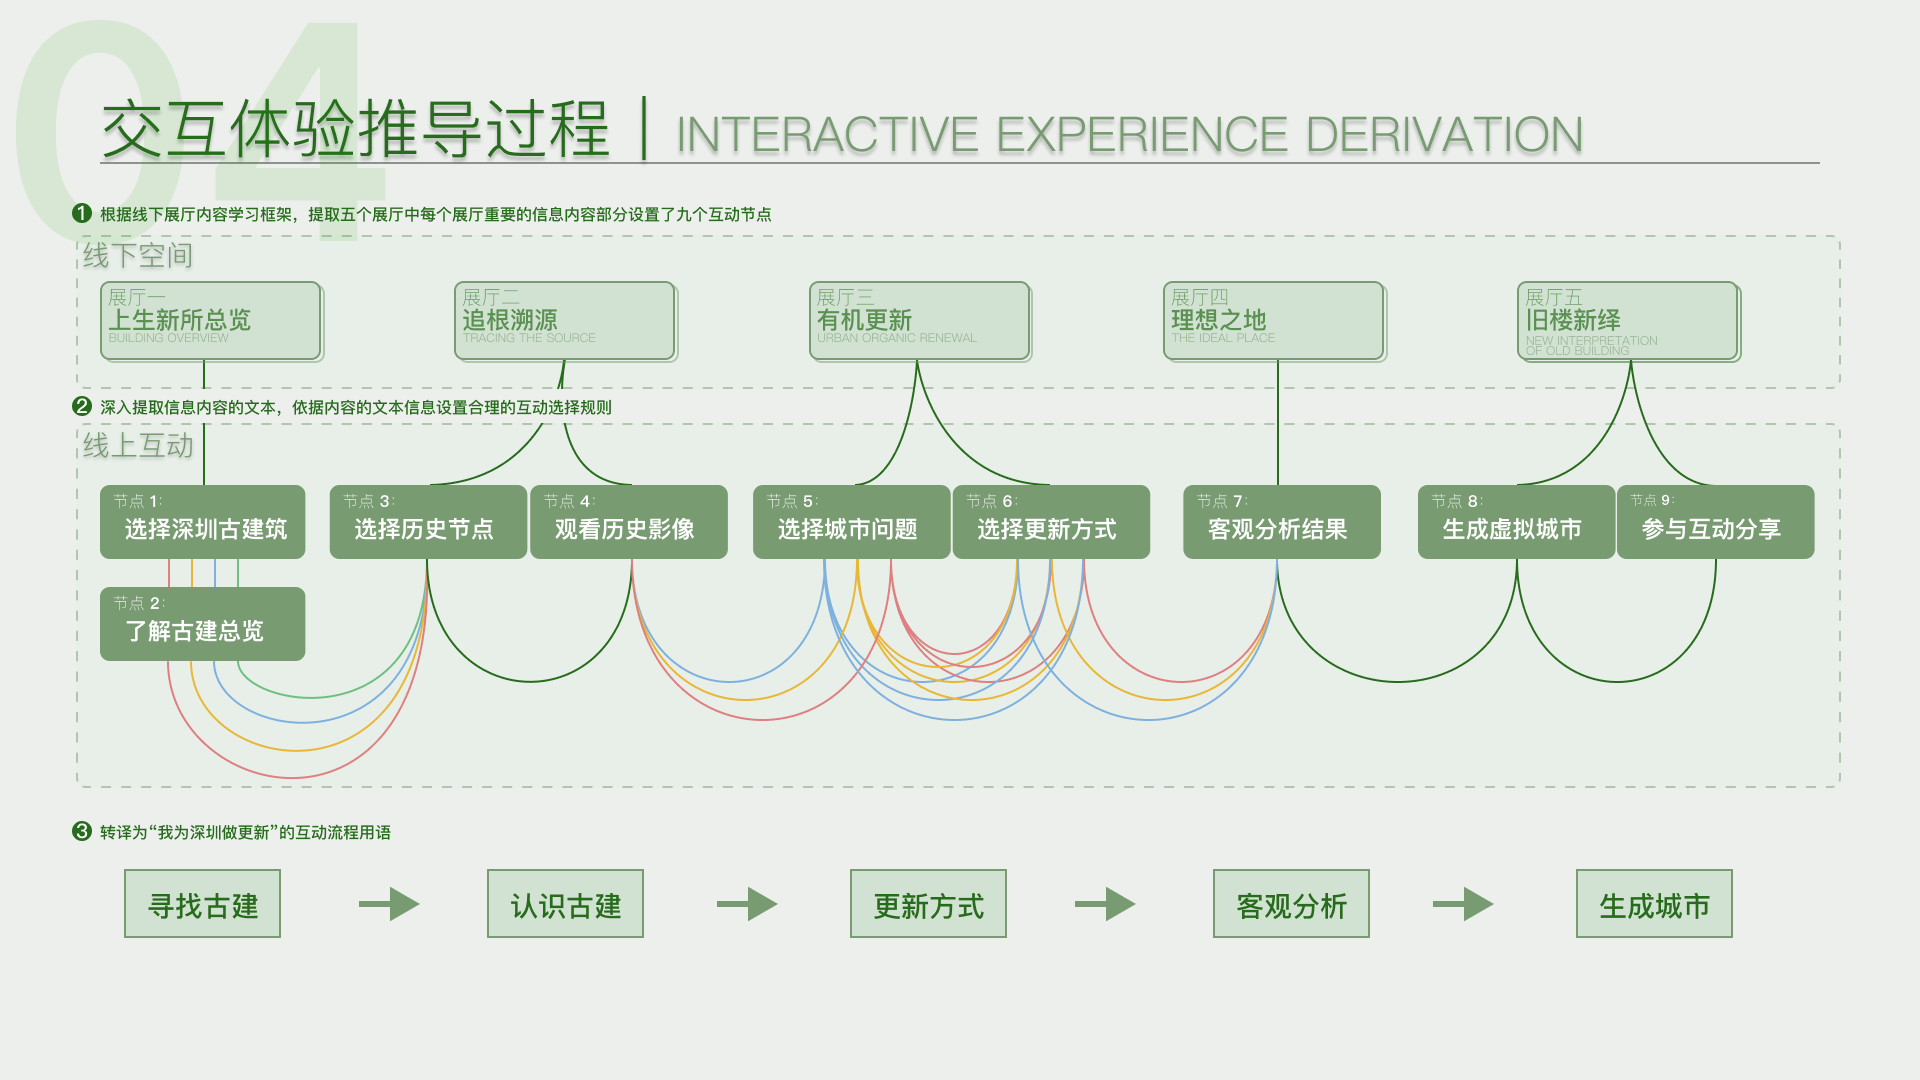 04
交互体验推导过程 | INTERACTIVE EXPERIENCE DERIVATION
1 根据线下展厅内容学习框架，提取五个展厅中每个展厅重要的信息内容部分设置了九个互动节点
线下空间
展厅一
上生新所总览
BUILDING OVERVIEW
展厅二
追根溯源
TRACING THE SOURCE
展厅三
有机更新
URBAN ORGANIC RENEWAL
展厅四
理想之地
THE IDEAL PLACE
展厅五
旧楼新绎
NEW INTERPRETATION
OF OLD BUILDING
2 深入提取信息内容的文本，依据内容的文本信息设置合理的互动选择规则
线上互动
节点 1:
选择深圳古建筑
节点 2:
了解古建总览
节点 3:
选择历史节点
节点 4:
观看历史影像
节点 5:
选择城市问题
节点 6:
选择更新方式
节点 7:
客观分析结果
节点 8:
生成虚拟城市
节点 9:
参与互动分享
3 转译为“我为深圳做更新”的互动流程用语
寻找古建
认识古建
更新方式
客观分析
生成城市